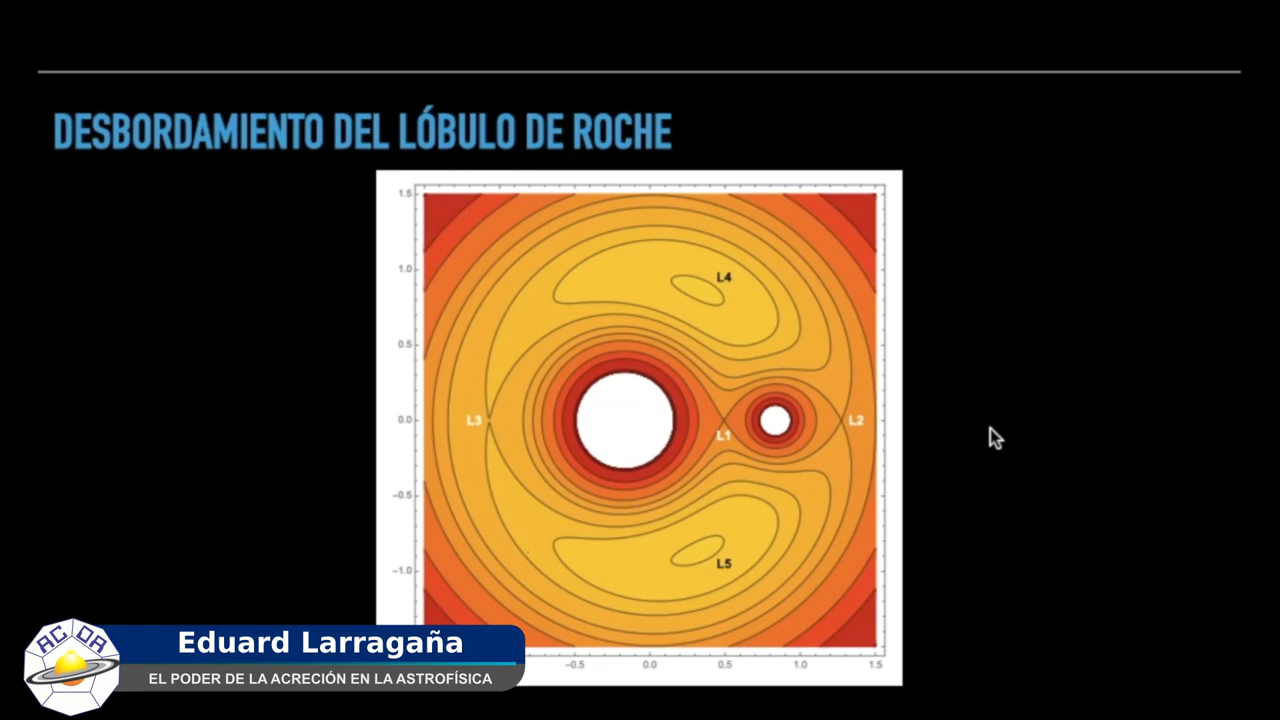 DESBORDAMIENTO DEL LÓBULO DE ROCHE
1.5
1.0
L4
0.5
0.0
L3
L1
L2
−0.5
−1.0
L5
−0.5
0.0
0.5
1.0
1.5
ACDA
Eduard Larragaña
EL PODER DE LA ACRECIÓN EN LA ASTROFÍSICA